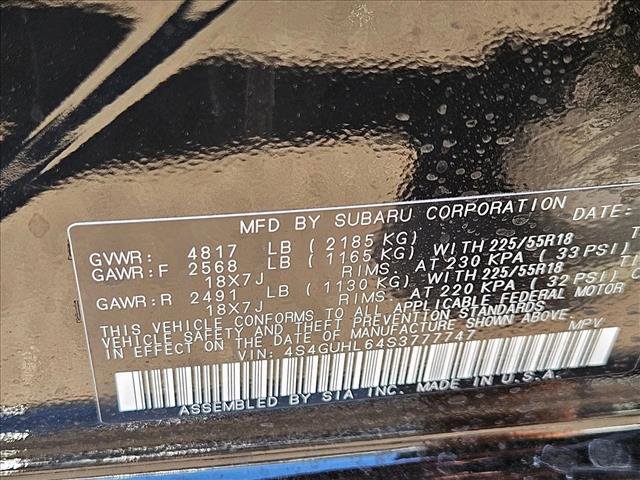 MFD BY SUBARU CORPORATION DATE:
GVWR: 4817 LB (2185 KG)
GAWR:F 2568 LB (1165 KG) WITH 225/55R18
18X7J RIMS. AT 230 KPA (33 PSI)
GAWR:R 2491 LB (1130 KG) WITH 225/55R18
18X7J RIMS. AT 220 KPA (32 PSI)
THIS VEHICLE CONFORMS TO ALL APPLICABLE FEDERAL MOTOR
VEHICLE SAFETY AND THEFT PREVENTION STANDARDS
IN EFFECT ON THE DATE OF MANUFACTURE SHOWN ABOVE.
VIN: 4S4GUHL64S3777747 MPV
ASSEMBLED BY SIA INC. MADE IN U.S.A.